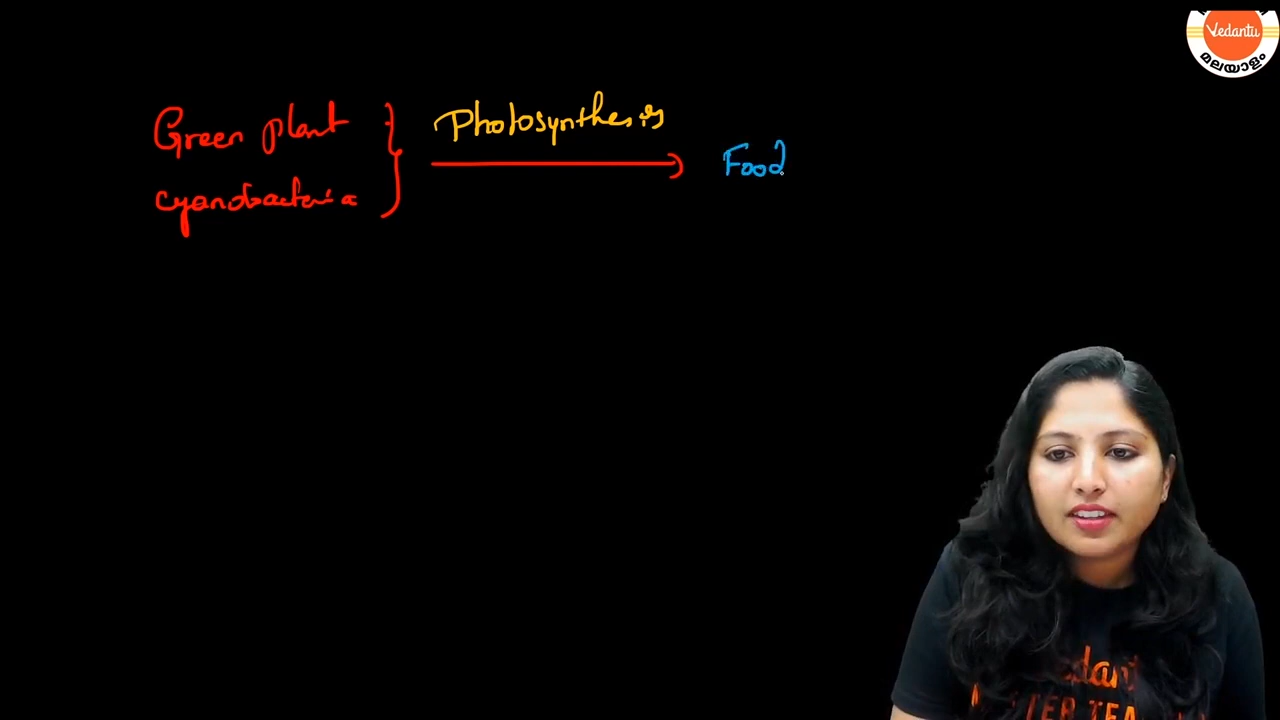 Vedantu
മലയാളം
Green plant
Photosynthesis
Food
cyanobacteria